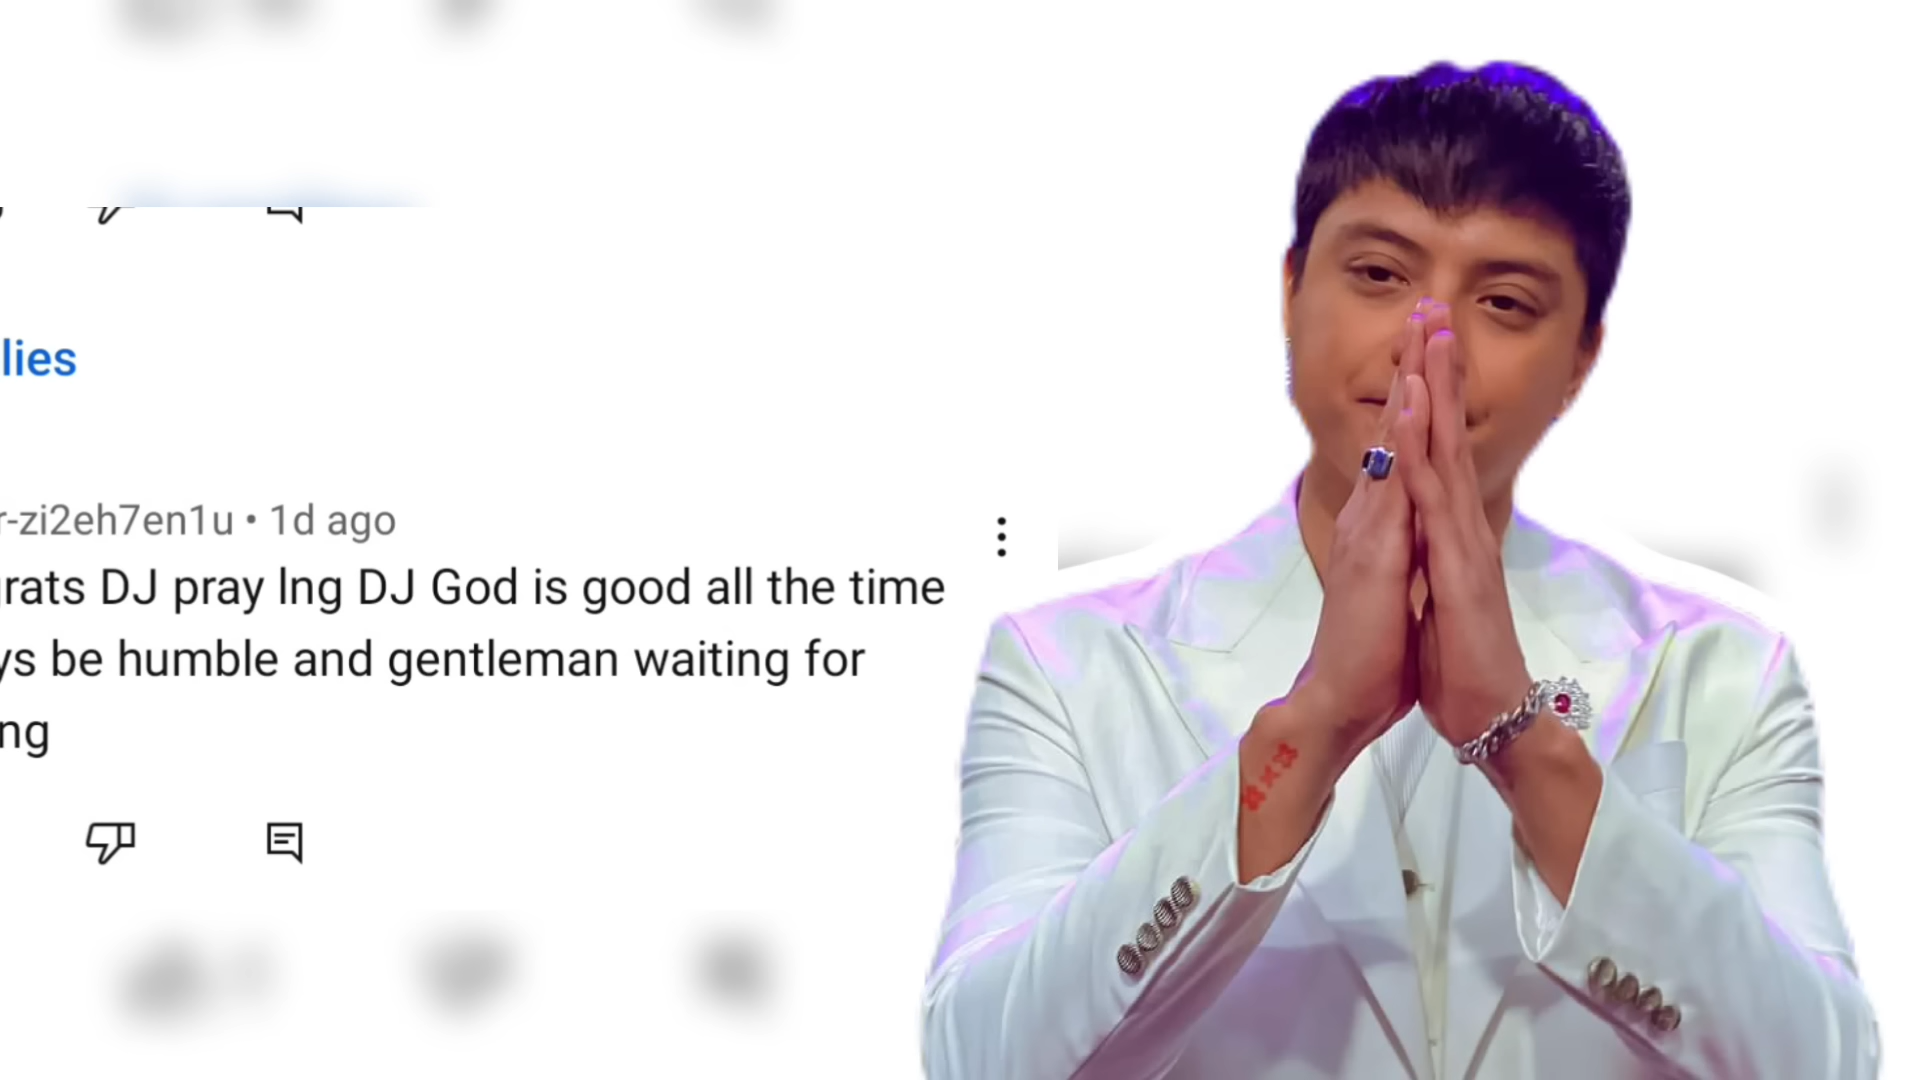 lies
r-zi2eh7en1u • 1d ago
rats DJ pray lng DJ God is good all the time
ys be humble and gentleman waiting for
ng